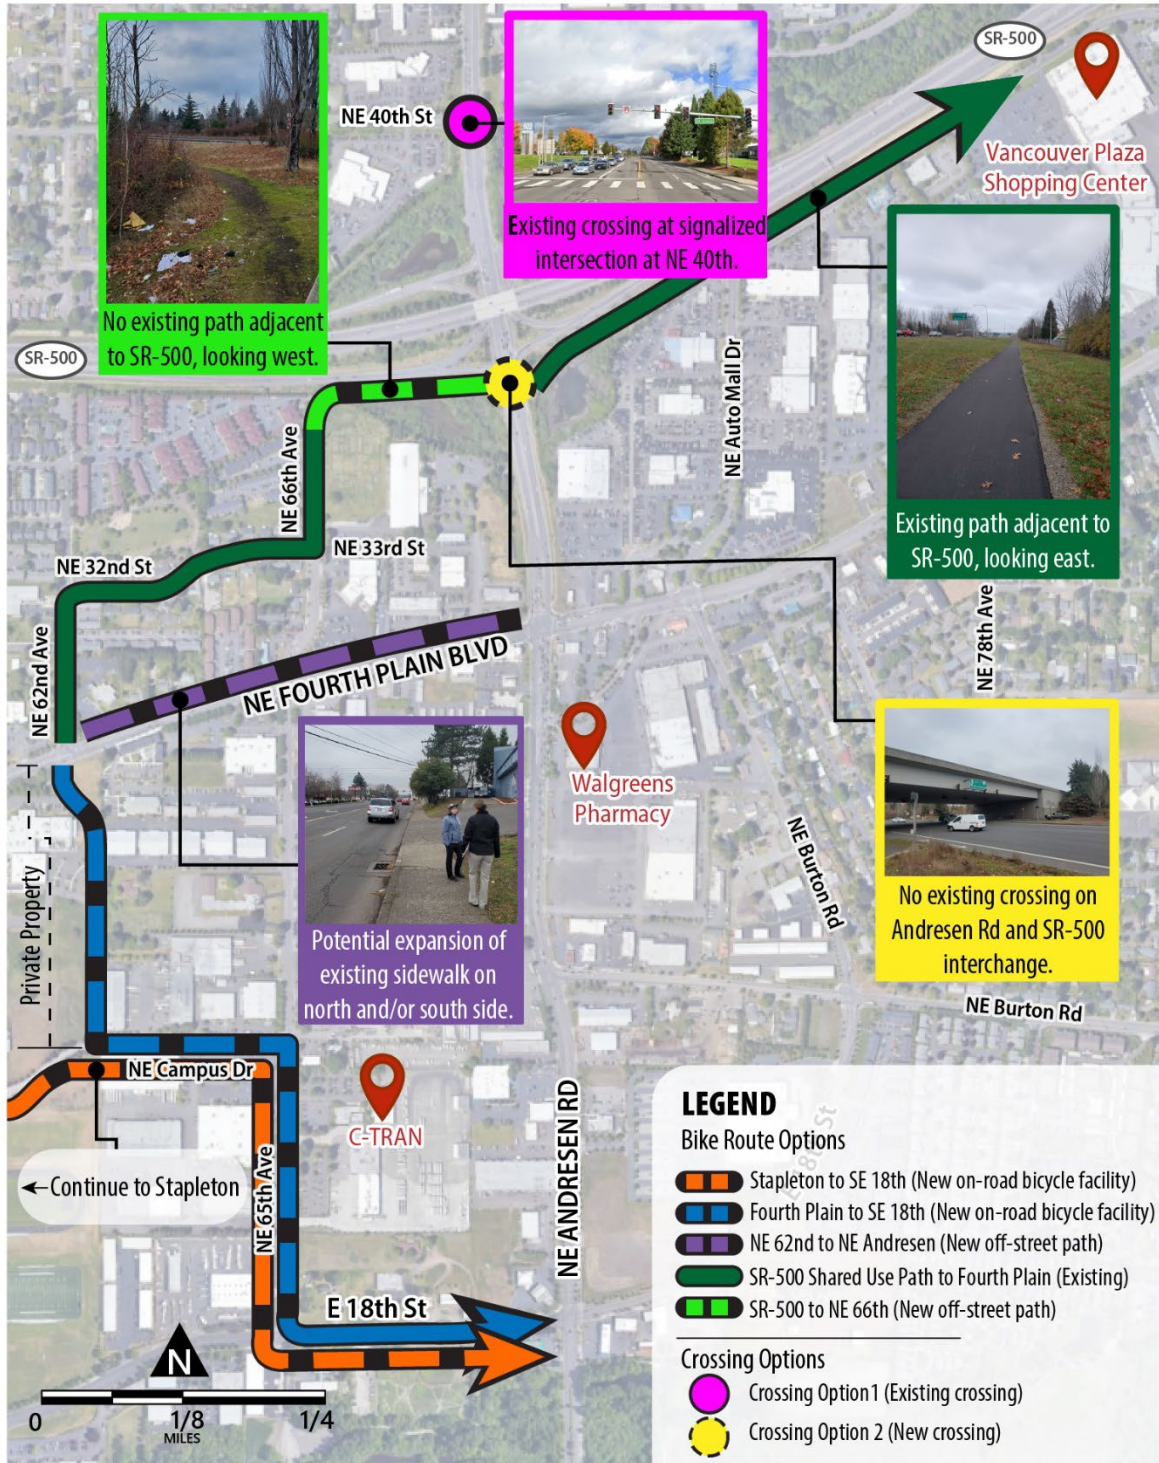 SR-500
NE 40th St
Vancouver Plaza
Shopping Center
Existing crossing at signalized
intersection at NE 40th.
No existing path adjacent
to SR-500, looking west.
SR-500
NE Auto Mall Dr
NE 66th Ave
Existing path adjacent to
SR-500, looking east.
NE 33rd St
NE 32nd St
NE 78th Ave
NE 62nd Ave
NE FOURTH PLAIN BLVD
Walgreens
Pharmacy
NE Burton Rd
No existing crossing on
Andresen Rd and SR-500
interchange.
Private Property
Potential expansion of
existing sidewalk on
north and/or south side.
NE Burton Rd
NE Campus Dr
C-TRAN
NE ANDRESEN RD
←Continue to Stapleton
NE 65th Ave
E 18th St
N
0 1/8 1/4
MILES
LEGEND
E 18th St
Bike Route Options
Stapleton to SE 18th (New on-road bicycle facility)
Fourth Plain to SE 18th (New on-road bicycle facility)
NE 62nd to NE Andresen (New off-street path)
SR-500 Shared Use Path to Fourth Plain (Existing)
SR-500 to NE 66th (New off-street path)
Crossing Options
Crossing Option1 (Existing crossing)
Crossing Option 2 (New crossing)